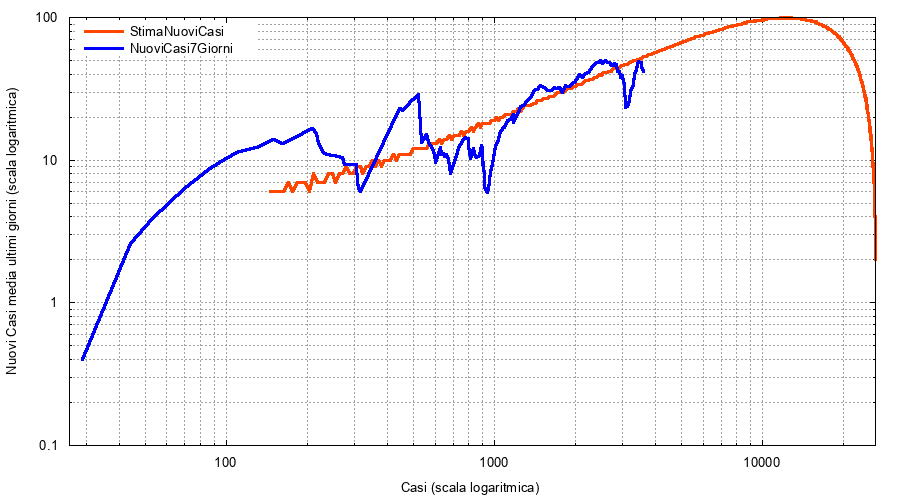 StimaNuoviCasi
NuoviCasi7Giorni
100
10
1
0.1
Nuovi Casi media ultimi giorni (scala logaritmica)
100
1000
10000
Casi (scala logaritmica)